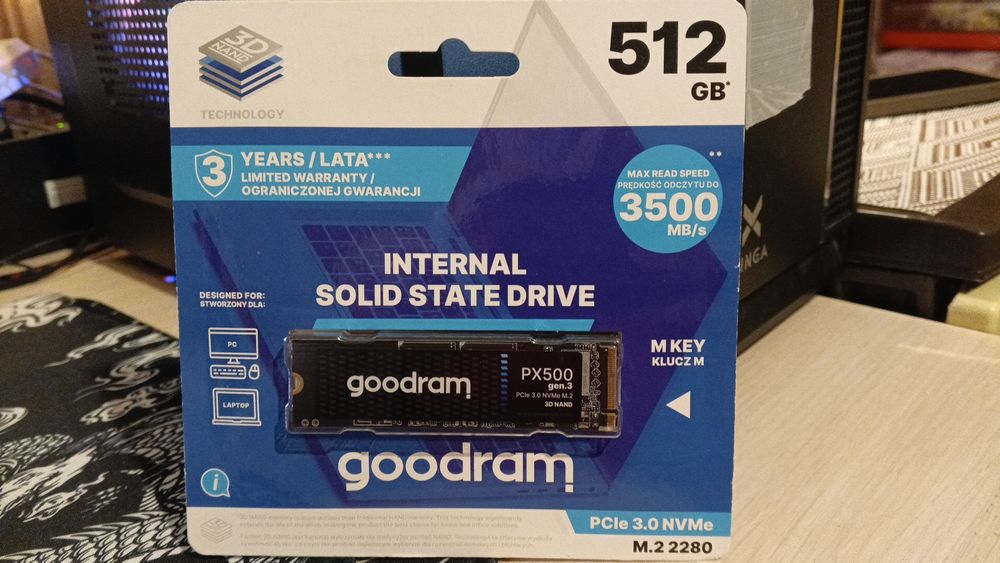 3D
NAND
TECHNOLOGY
512
GB*
3
YEARS / LATA***
LIMITED WARRANTY /
OGRANICZONEJ GWARANCJI
**
MAX READ SPEED
PRĘDKOŚĆ ODCZYTU DO
3500
MB/s
INTERNAL
SOLID STATE DRIVE
DESIGNED FOR:
STWORZONY DLA:
PC
LAPTOP
M KEY
KLUCZ M
goodram
PX500
gen.3
PCIe 3.0 NVMe M.2
3D NAND
goodram
i
PCIe 3.0 NVMe
M.2 2280